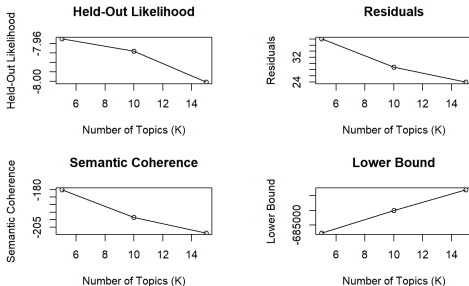 Held-Out Likelihood
Held-Out Likelihood
-8.00
-7.96
6 8 10 12 14
Number of Topics (K)
Residuals
Residuals
24
32
6 8 10 12 14
Number of Topics (K)
Semantic Coherence
Semantic Coherence
-205
-180
6 8 10 12 14
Number of Topics (K)
Lower Bound
Lower Bound
-685000
6 8 10 12 14
Number of Topics (K)